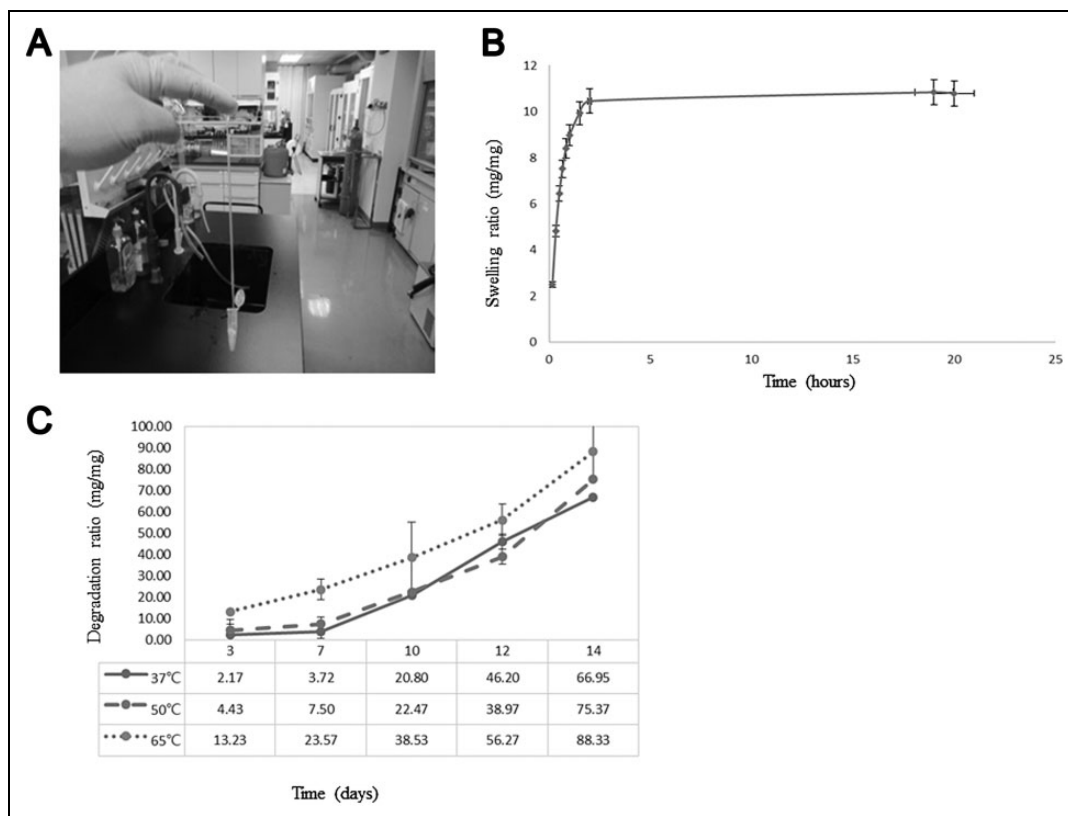 A
B
12
10
8
6
4
2
0
Swelling ratio (mg/mg)
0 5 10 15 20 25
Time (hours)
C
100.00
90.00
80.00
70.00
60.00
50.00
40.00
30.00
20.00
10.00
0.00
Degradation ratio (mg/mg)
3 7 10 12 14
37°C 2.17 3.72 20.80 46.20 66.95
50°C 4.43 7.50 22.47 38.97 75.37
65°C 13.23 23.57 38.53 56.27 88.33
Time (days)